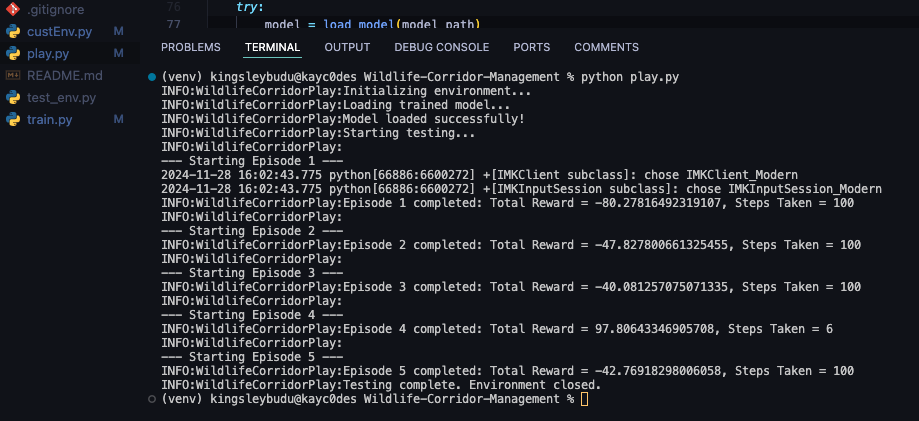 .gitignore
custEnv.py M
play.py M
README.md
test_env.py
train.py M
76 try:
77 model = load_model(model_path)
PROBLEMS TERMINAL OUTPUT DEBUG CONSOLE PORTS COMMENTS
(venv) kingsleybudu@kayc0des Wildlife-Corridor-Management % python play.py
INFO:WildlifeCorridorPlay:Initializing environment...
INFO:WildlifeCorridorPlay:Loading trained model...
INFO:WildlifeCorridorPlay:Model loaded successfully!
INFO:WildlifeCorridorPlay:Starting testing...
INFO:WildlifeCorridorPlay:
--- Starting Episode 1 ---
2024-11-28 16:02:43.775 python[66886:6600272] +[IMKClient subclass]: chose IMKClient_Modern
2024-11-28 16:02:43.775 python[66886:6600272] +[IMKInputSession subclass]: chose IMKInputSession_Modern
INFO:WildlifeCorridorPlay:Episode 1 completed: Total Reward = -80.27816492319107, Steps Taken = 100
INFO:WildlifeCorridorPlay:
--- Starting Episode 2 ---
INFO:WildlifeCorridorPlay:Episode 2 completed: Total Reward = -47.827800661325455, Steps Taken = 100
INFO:WildlifeCorridorPlay:
--- Starting Episode 3 ---
INFO:WildlifeCorridorPlay:Episode 3 completed: Total Reward = -40.081257075071335, Steps Taken = 100
INFO:WildlifeCorridorPlay:
--- Starting Episode 4 ---
INFO:WildlifeCorridorPlay:Episode 4 completed: Total Reward = 97.80643346905708, Steps Taken = 6
INFO:WildlifeCorridorPlay:
--- Starting Episode 5 ---
INFO:WildlifeCorridorPlay:Episode 5 completed: Total Reward = -42.76918298006058, Steps Taken = 100
INFO:WildlifeCorridorPlay:Testing complete. Environment closed.
(venv) kingsleybudu@kayc0des Wildlife-Corridor-Management %